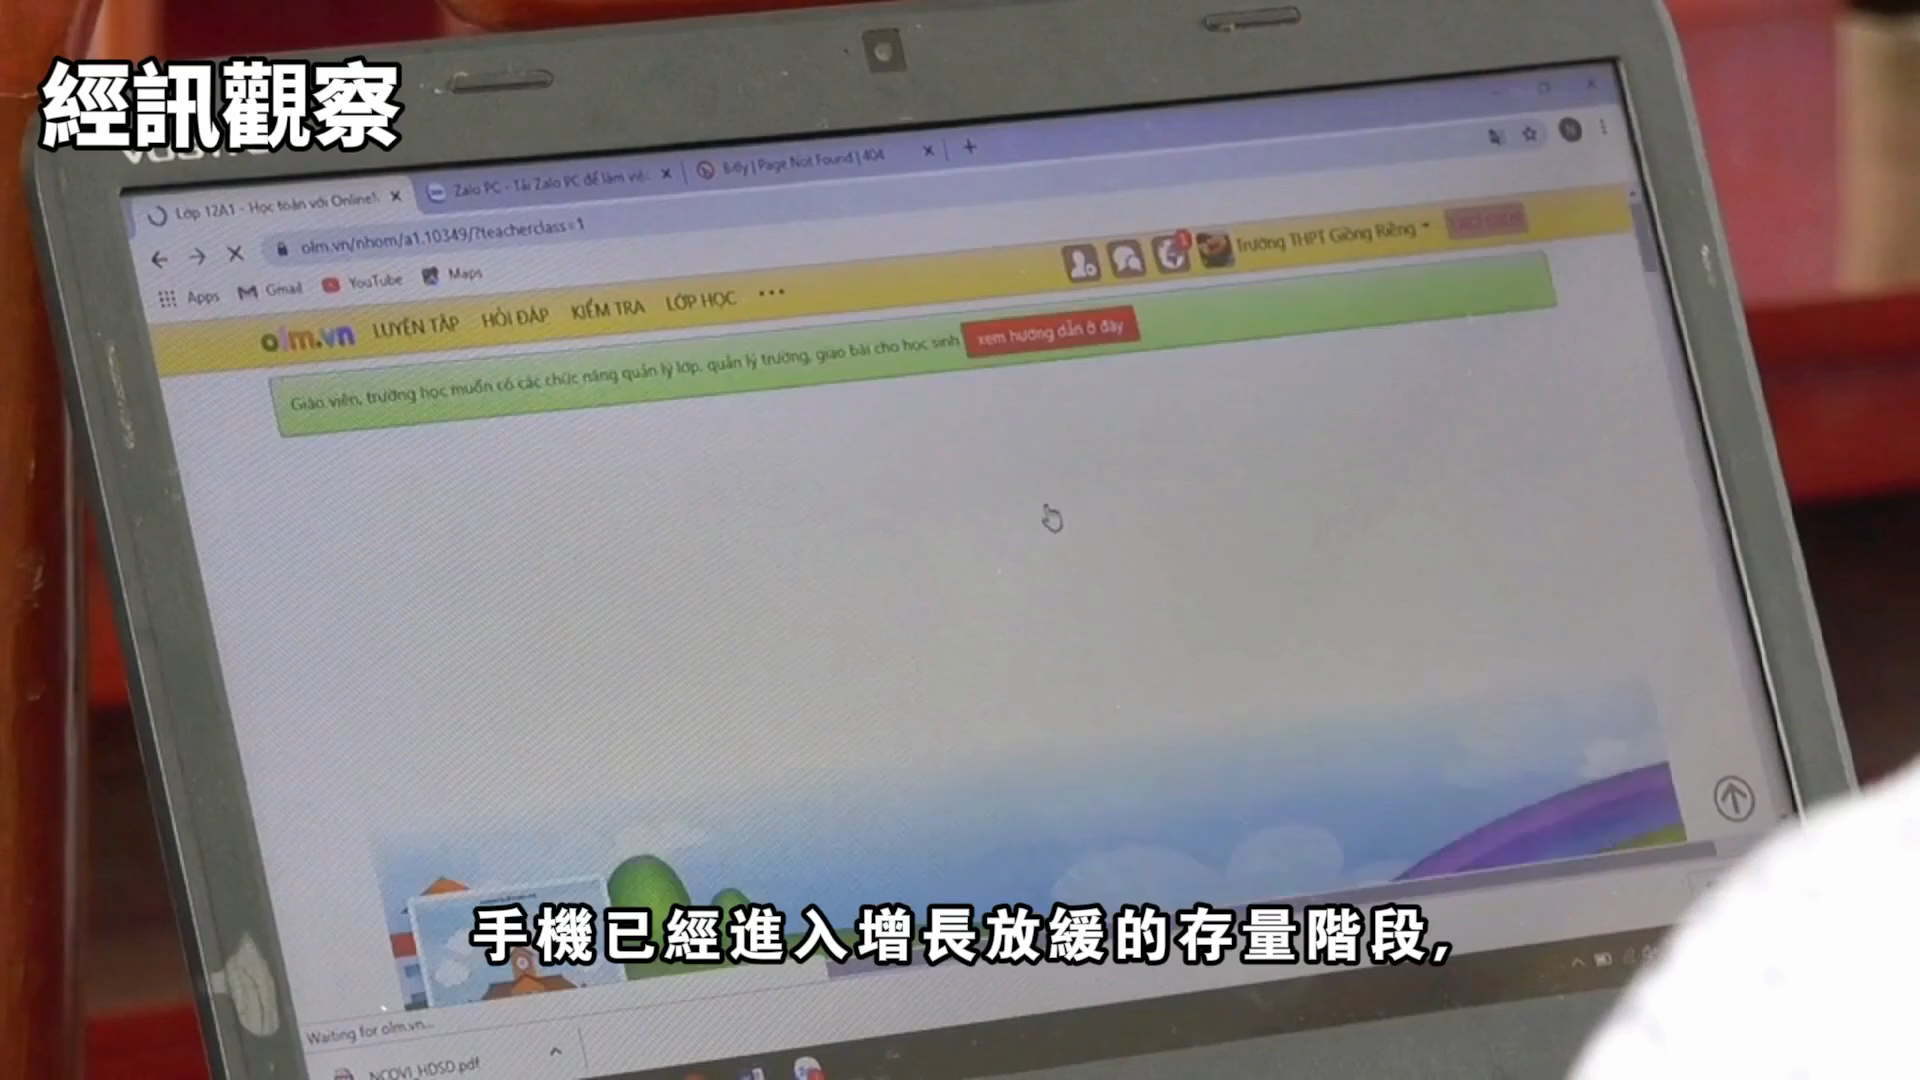 經訊觀察
Lớp 12A1 - Học toán với Online!
Zalo PC - Tải Zalo PC để làm việc
Bitly | Page Not Found | 404
olm.vn/nhom/a1.10349/?teacherclass=1
Apps
Gmail
YouTube
Maps
olm.vn
LUYỆN TẬP
HỎI ĐÁP
KIỂM TRA
LỚP HỌC
1
Trường THPT Giồng Riềng
Giáo viên, trường học muốn có các chức năng quản lý lớp, quản lý trường, giao bài cho học sinh
xem hướng dẫn ở đây
手機已經進入增長放緩的存量階段,
Waiting for olm.vn...
NCOVI_HDSD.pdf